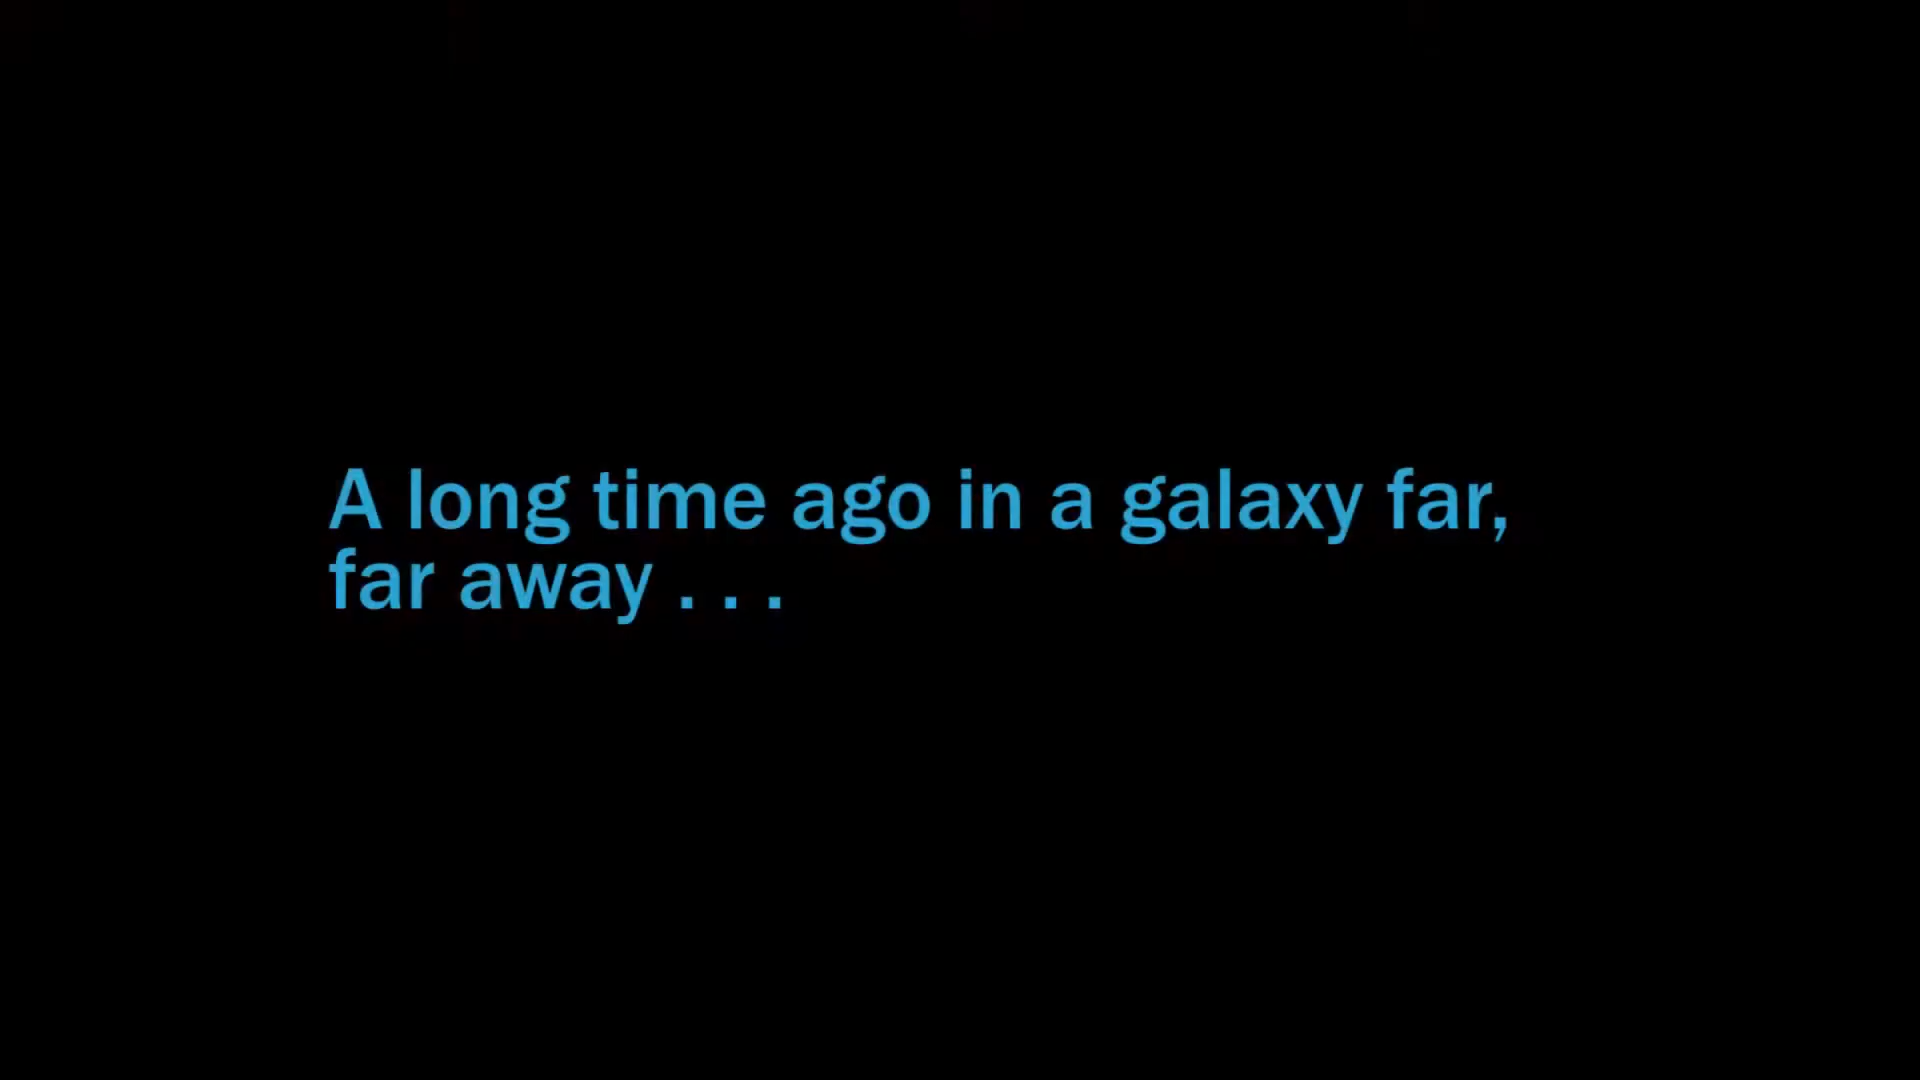 A long time ago in a galaxy far,
far away . . .